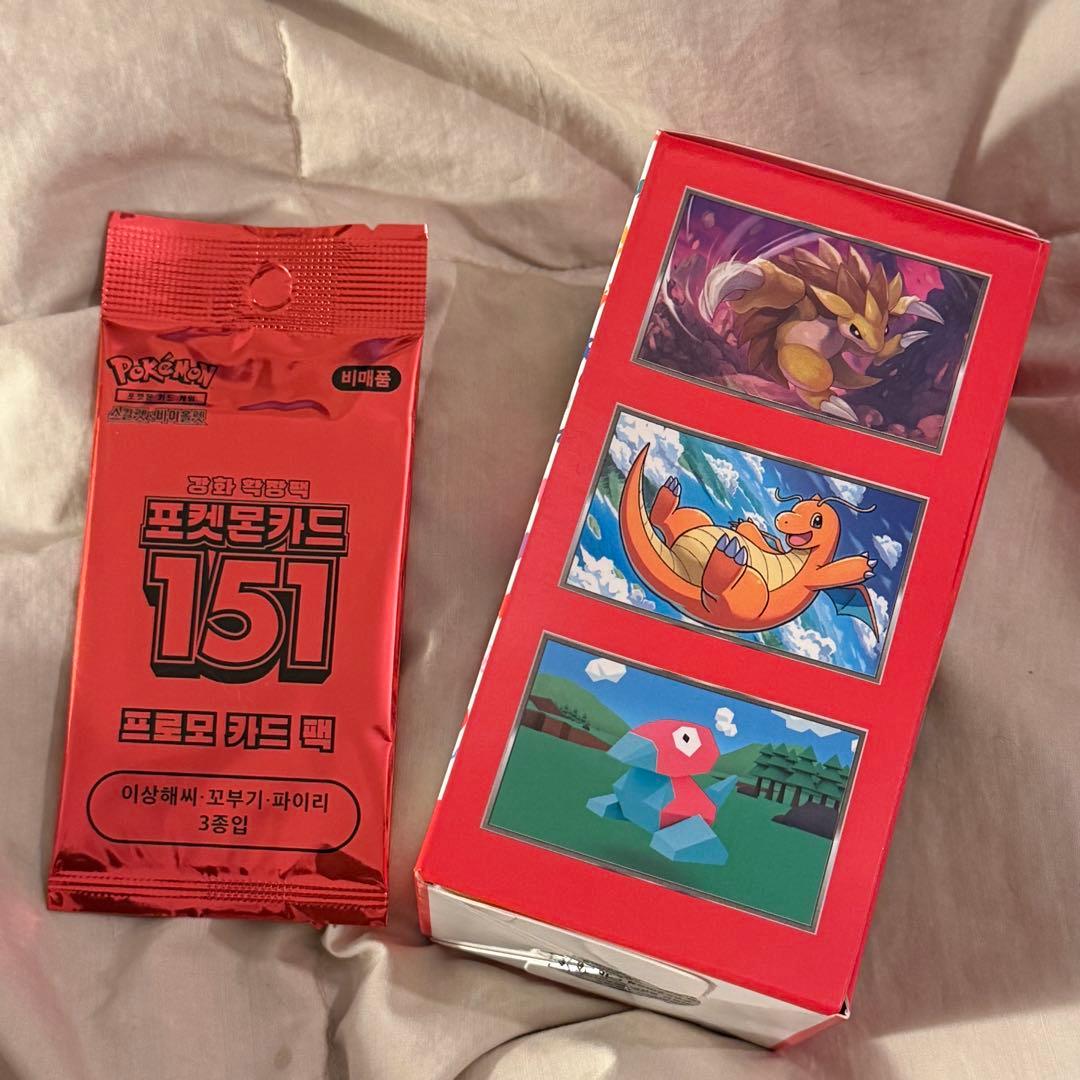 POKéMON
포켓몬 카드 게임
스칼렛&바이올렛
비매품
강화 확장팩
포켓몬카드
151
프로모 카드 팩
이상해씨·꼬부기·파이리
3종입